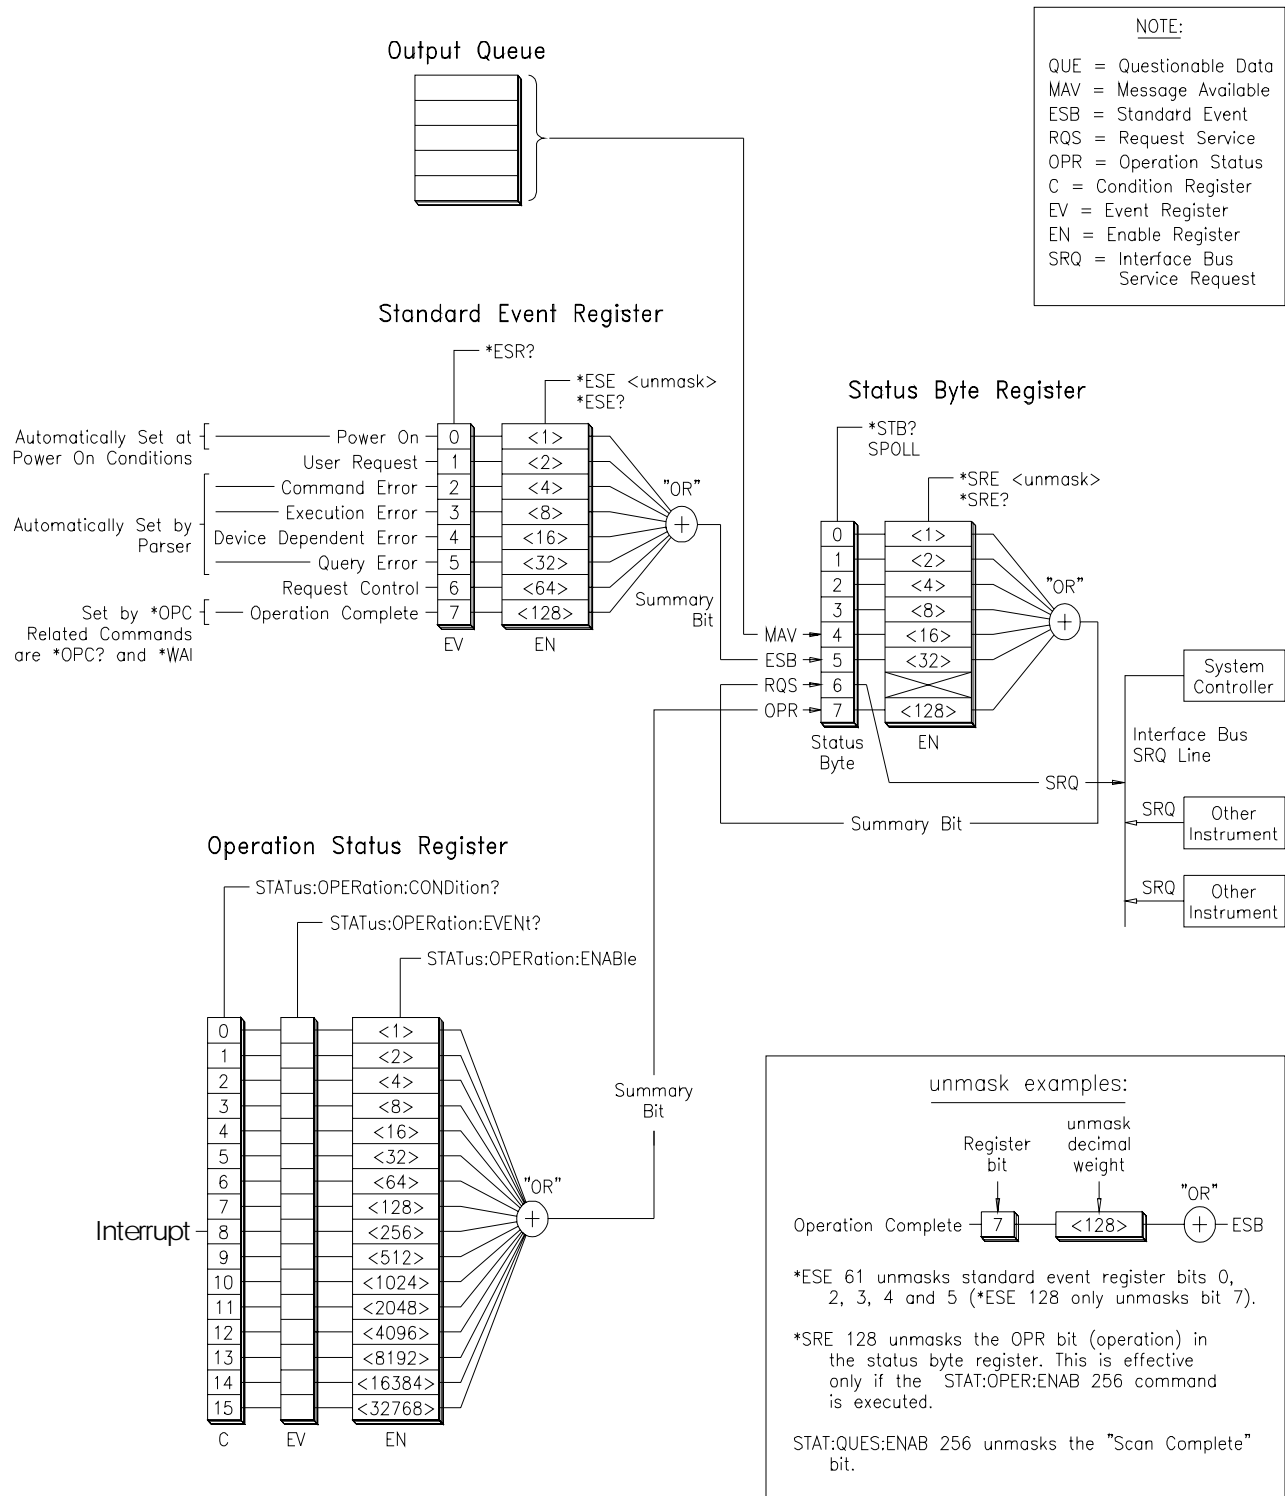 Output Queue
NOTE:
QUE = Questionable Data
MAV = Message Available
ESB = Standard Event
RQS = Request Service
OPR = Operation Status
C = Condition Register
EV = Event Register
EN = Enable Register
SRQ = Interface Bus
Service Request
Standard Event Register
*ESR?
*ESE <unmask>
*ESE?
Automatically Set at
Power On Conditions
Automatically Set by
Parser
Set by *OPC
Related Commands
are *OPC? and *WAI
Power On 0 <1>
User Request 1 <2>
Command Error 2 <4>
Execution Error 3 <8>
Device Dependent Error 4 <16>
Query Error 5 <32>
Request Control 6 <64>
Operation Complete 7 <128>
EV EN
"OR"
+
Summary
Bit
Status Byte Register
*STB?
SPOLL
*SRE <unmask>
*SRE?
0 <1>
1 <2>
2 <4>
3 <8>
MAV 4 <16>
ESB 5 <32>
RQS 6
OPR 7 <128>
Status
Byte
EN
"OR"
+
SRQ
Summary Bit
System
Controller
Interface Bus
SRQ Line
SRQ
Other
Instrument
SRQ
Other
Instrument
Operation Status Register
STATus:OPERation:CONDition?
STATus:OPERation:EVENt?
STATus:OPERation:ENABle
0 <1>
1 <2>
2 <4>
3 <8>
4 <16>
5 <32>
6 <64>
7 <128>
Interrupt 8 <256>
9 <512>
10 <1024>
11 <2048>
12 <4096>
13 <8192>
14 <16384>
15 <32768>
C EV EN
"OR"
+
Summary
Bit
unmask examples:
Register
bit
unmask
decimal
weight
"OR"
Operation Complete 7 <128> + ESB
*ESE 61 unmasks standard event register bits 0,
2, 3, 4 and 5 (*ESE 128 only unmasks bit 7).
*SRE 128 unmasks the OPR bit (operation) in
the status byte register. This is effective
only if the STAT:OPER:ENAB 256 command
is executed.
STAT:QUES:ENAB 256 unmasks the "Scan Complete"
bit.